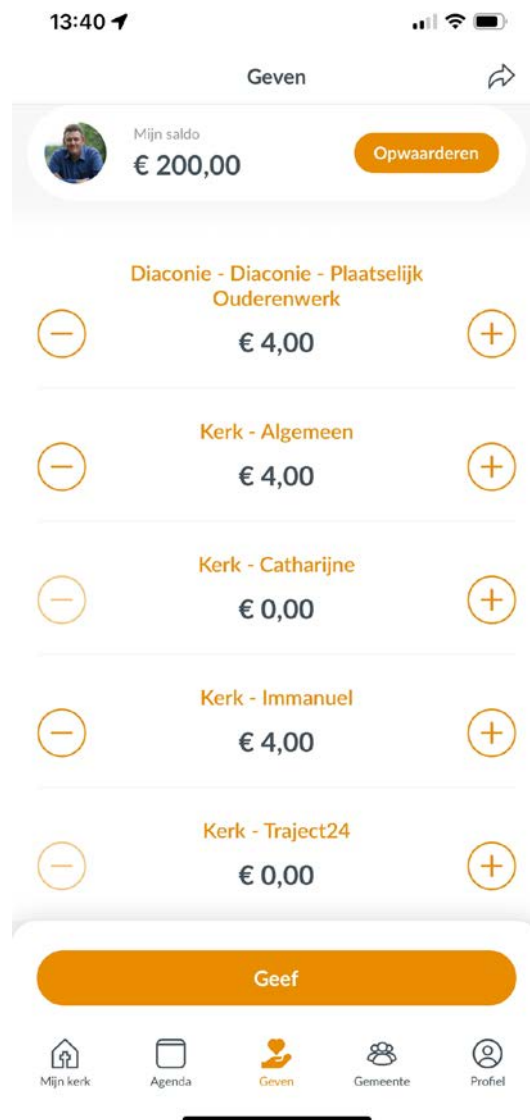 13:40
Geven
Mijn saldo
€ 200,00
Opwaarderen
Diaconie - Diaconie - Plaatselijk
Ouderenwerk
€ 4,00
Kerk - Algemeen
€ 4,00
Kerk - Catharijne
€ 0,00
Kerk - Immanuel
€ 4,00
Kerk - Traject24
€ 0,00
Geef
Mijn kerk
Agenda
Geven
Gemeente
Profiel